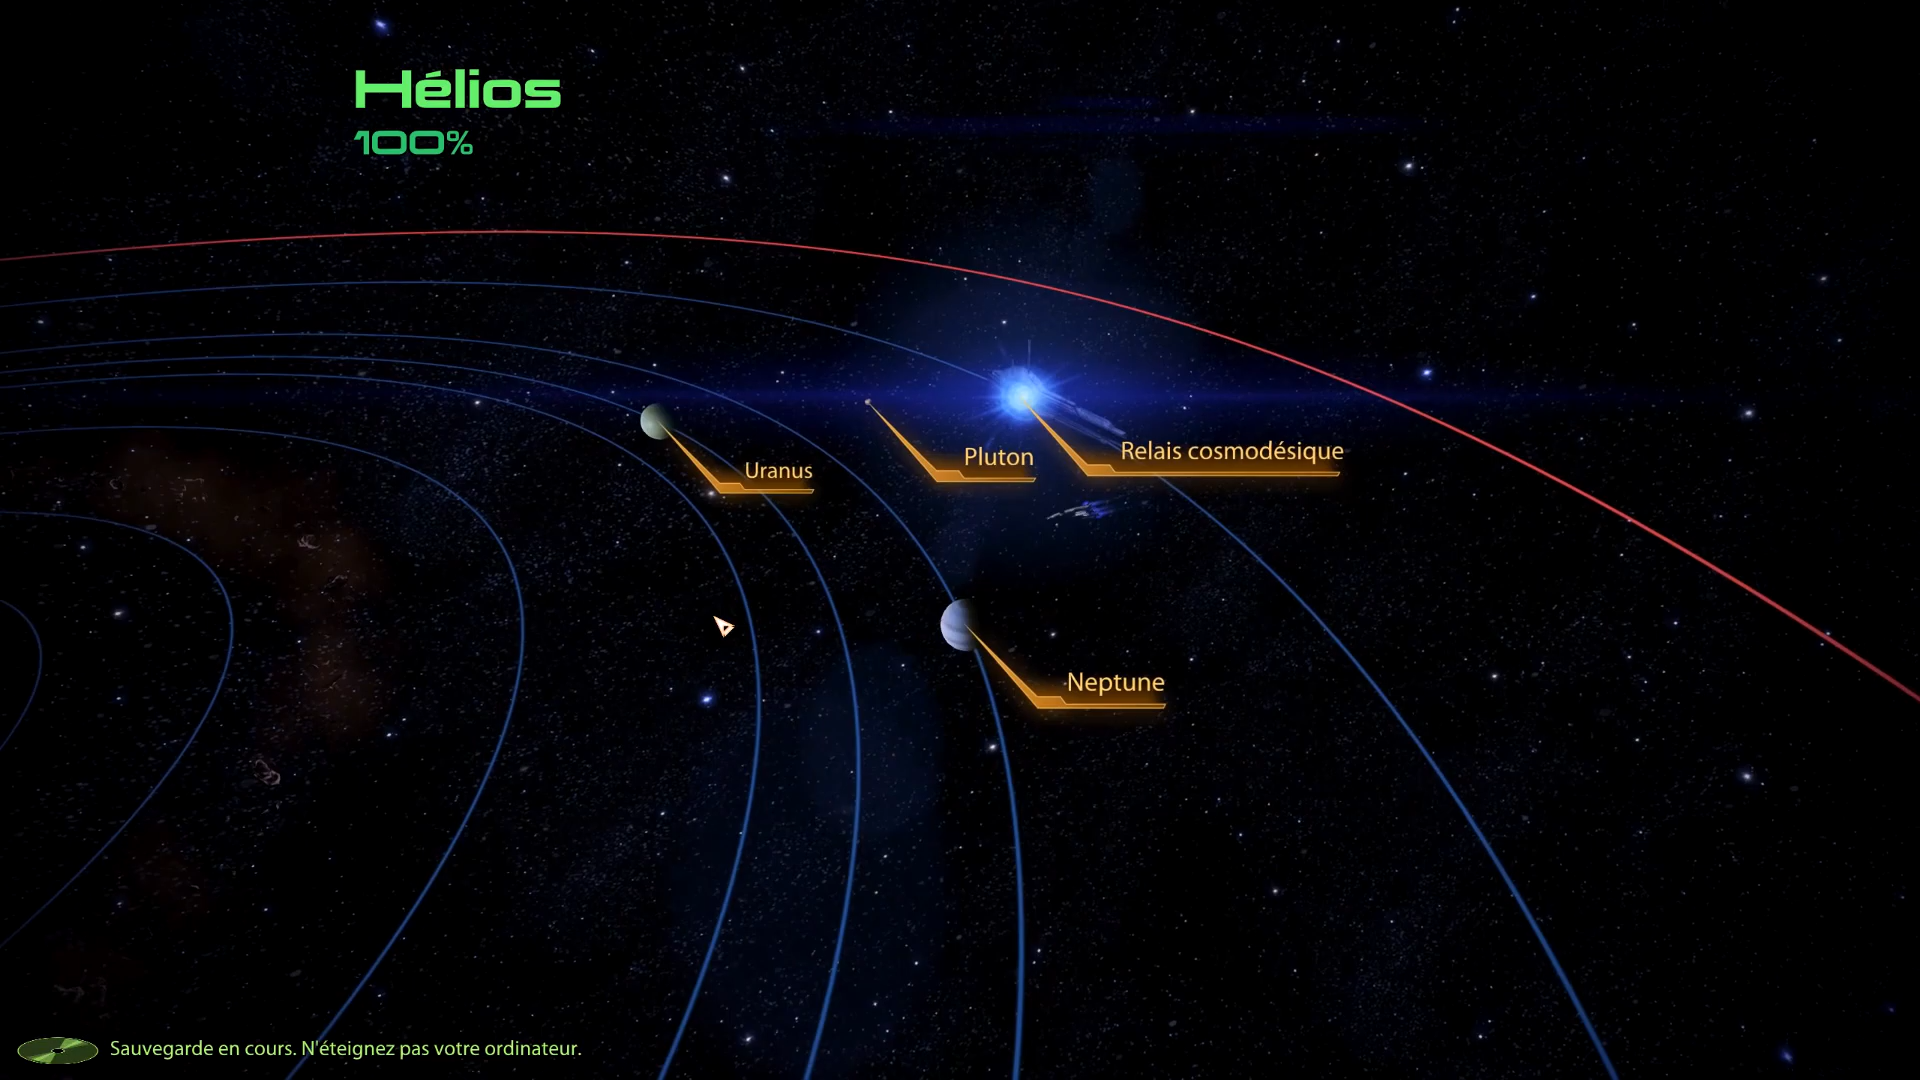 Hélios
100%
Relais cosmodésique
Pluton
Uranus
Neptune
Sauvegarde en cours. N'éteignez pas votre ordinateur.